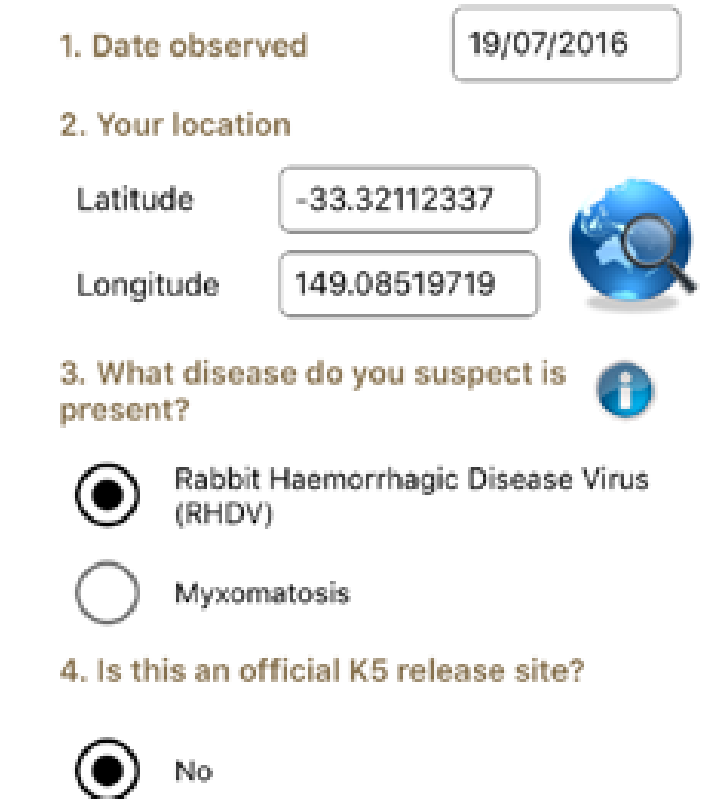 1. Date observed 19/07/2016
2. Your location
Latitude -33.32112337
Longitude 149.08519719
3. What disease do you suspect is
present?
Rabbit Haemorrhagic Disease Virus
(RHDV)
Myxomatosis
4. Is this an official K5 release site?
No